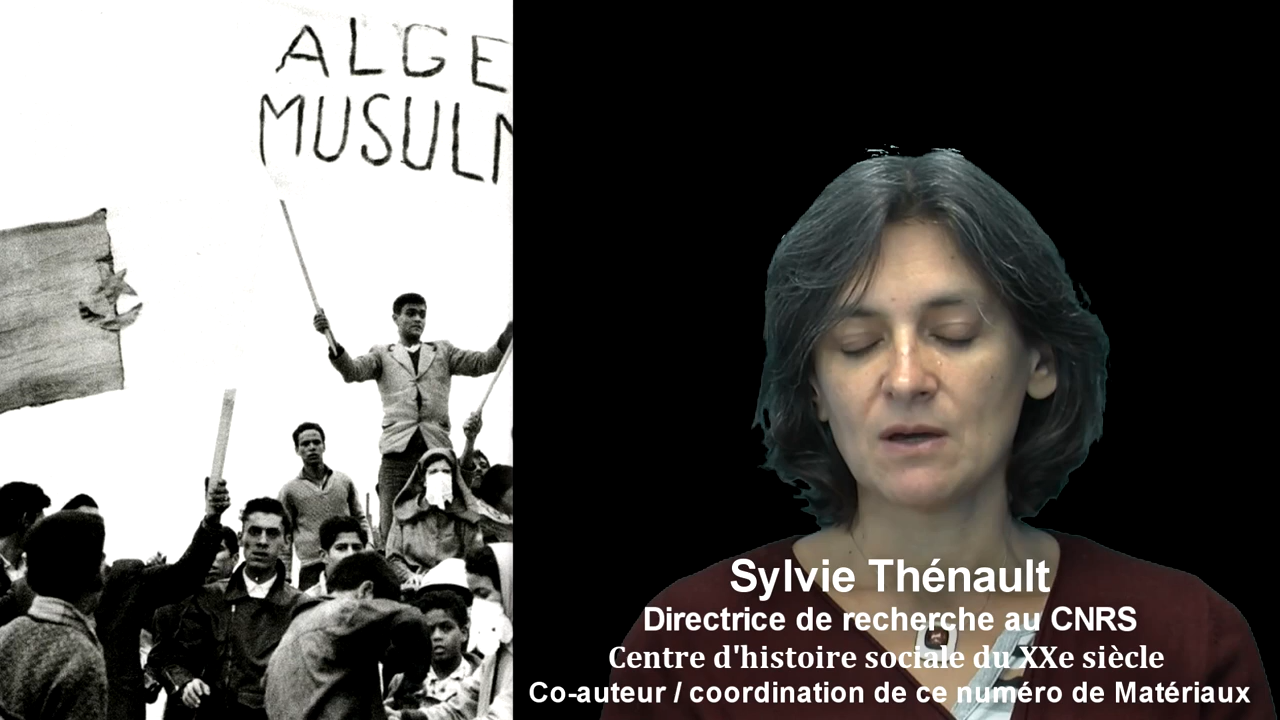 ALGE
MUSULM
Sylvie Thénault
Directrice de recherche au CNRS
Centre d'histoire sociale du XXe siècle
Co-auteur / coordination de ce numéro de Matériaux